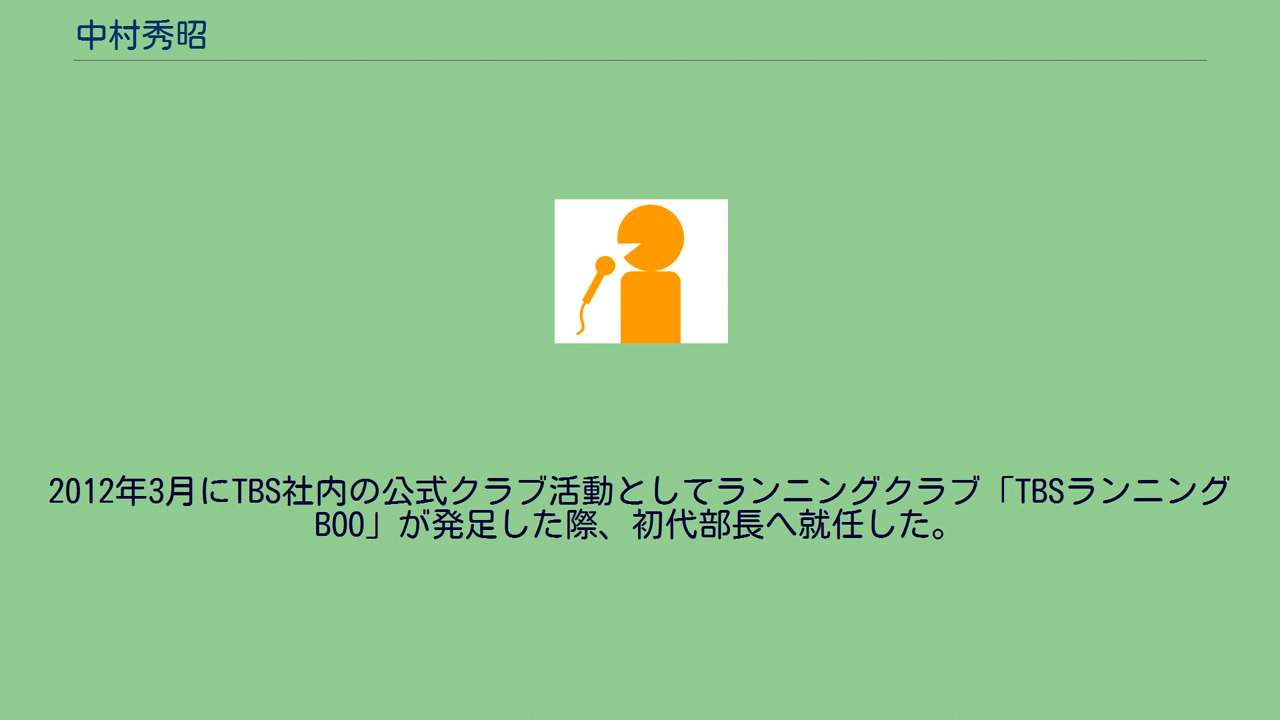 中村秀昭
2012年3月にTBS社内の公式クラブ活動としてランニングクラブ「TBSランニング
BOO」が発足した際、初代部長へ就任した。